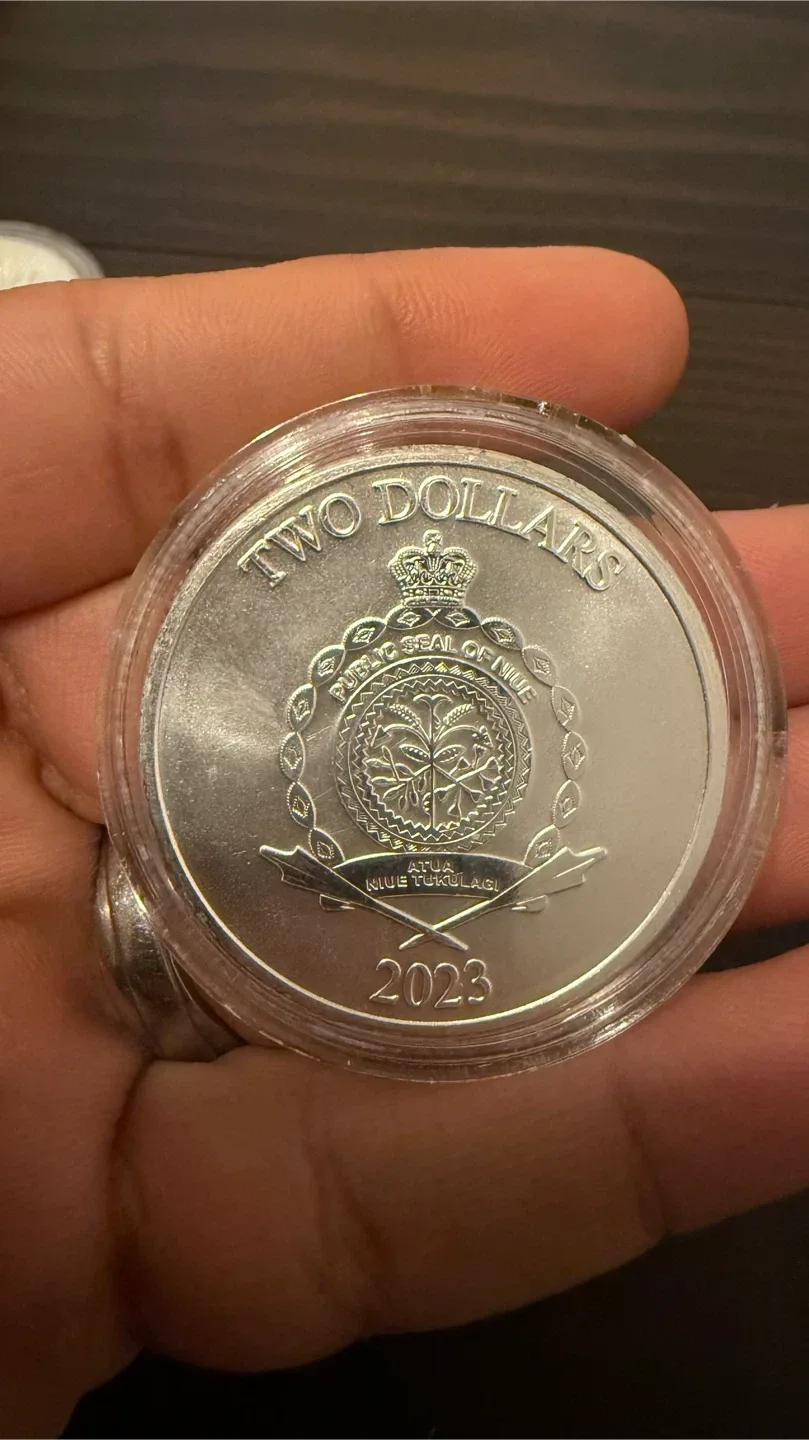 TWO DOLLARS
PUBLIC SEAL OF NIUE
ATUA
NIUE TUKULAGI
2023